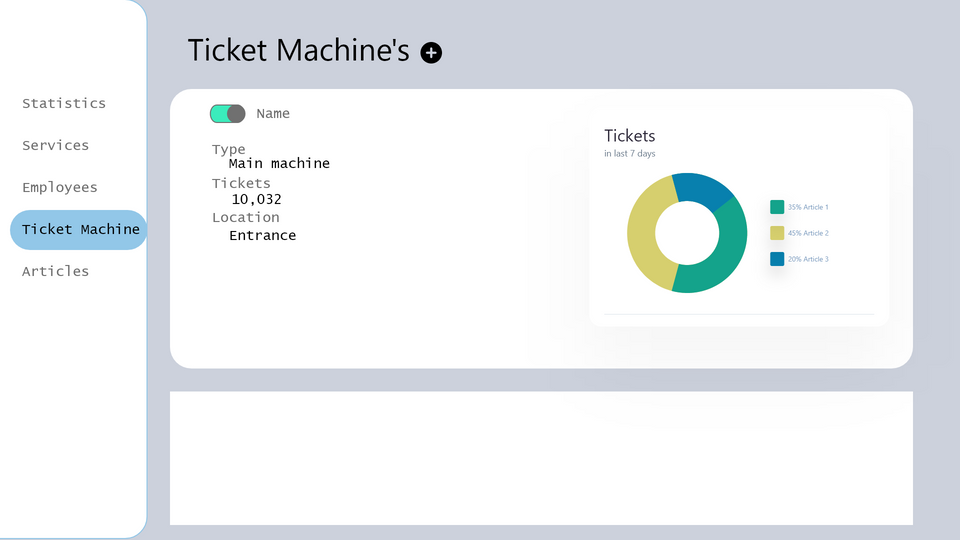 Ticket Machine's
Statistics
Services
Employees
Ticket Machine
Articles
Name
Type
Main machine
Tickets
10,032
Location
Entrance
Tickets
in last 7 days
35% Article 1
45% Article 2
20% Article 3